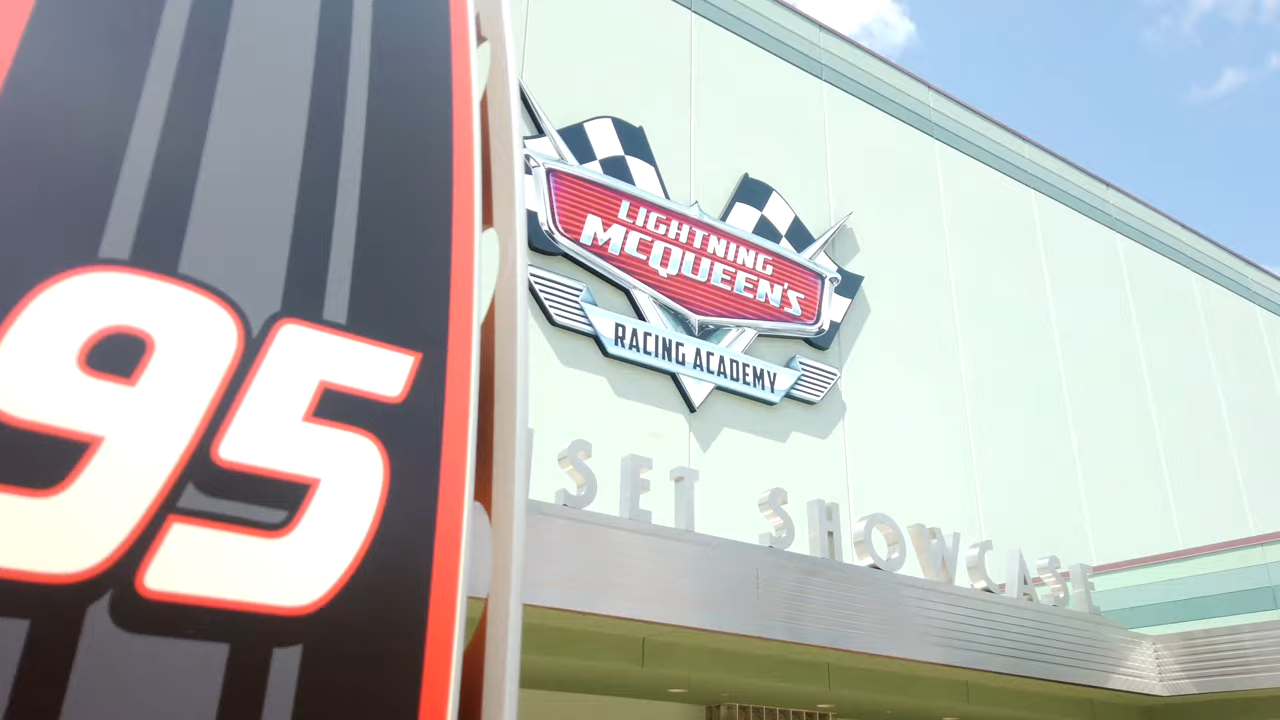 95
LIGHTNING
MCQUEEN'S
RACING ACADEMY
SET SHOWCASE